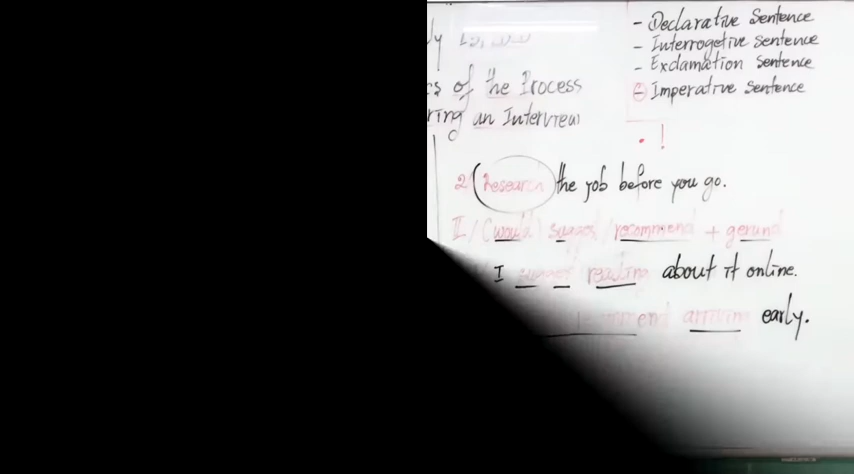 of the Process
an Interview
- Declarative Sentence
- Interrogetive Sentence
- Exclamation Sentence
- Imperative Sentence
. !
2 Research the job before you go.
I / (would) suggest / recommend + gerund
I suggest reading about it online.
arriving early.